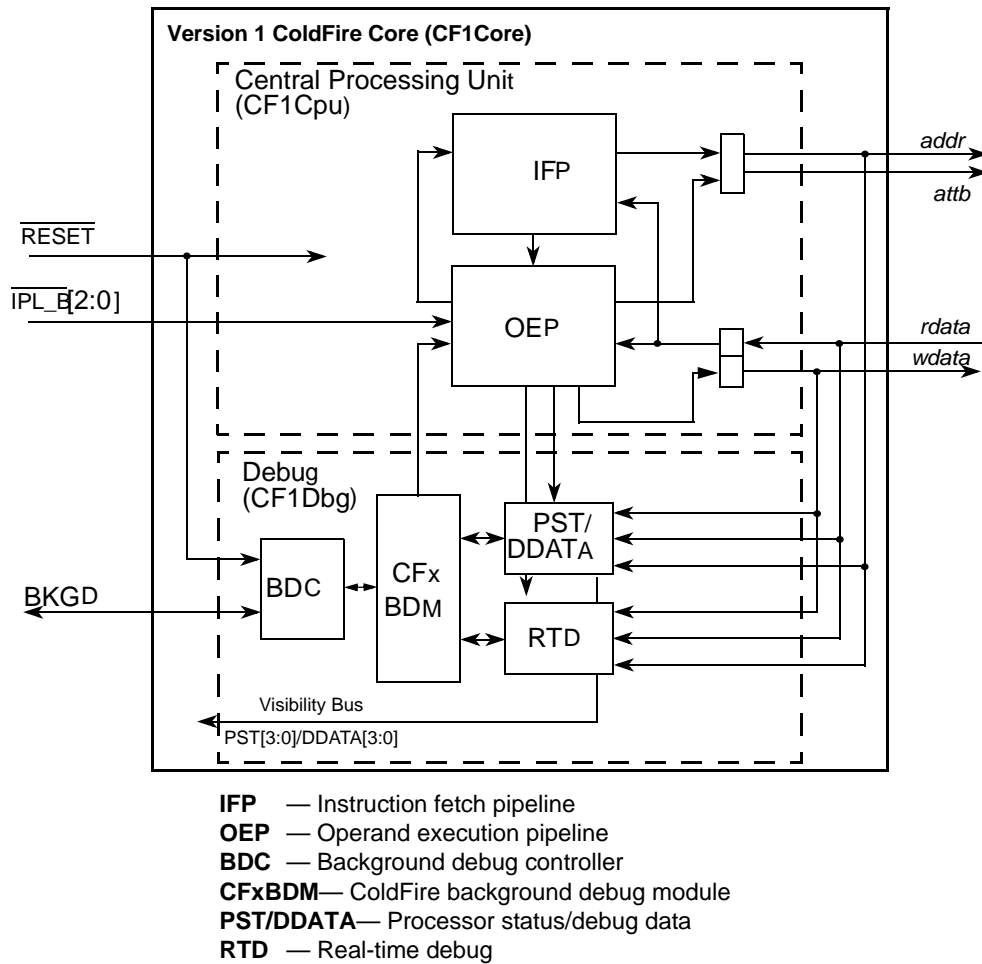 Version 1 ColdFire Core (CF1Core)
Central Processing Unit
(CF1Cpu)
IFP
addr
attb
RESET
IPL_B[2:0]
OEP
rdata
wdata
Debug
(CF1Dbg)
PST/
DDATA
CFx
BDM
BDC
BKGD
RTD
Visibility Bus
PST[3:0]/DDATA[3:0]
IFP — Instruction fetch pipeline
OEP — Operand execution pipeline
BDC — Background debug controller
CFxBDM— ColdFire background debug module
PST/DDATA— Processor status/debug data
RTD — Real-time debug